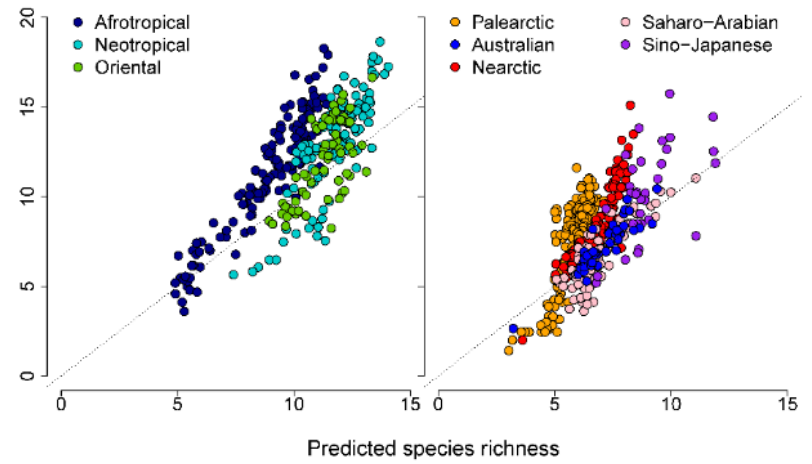 20
15
10
5
0
Afrotropical
Neotropical
Oriental
Palearctic
Australian
Nearctic
Saharo-Arabian
Sino-Japanese
0 5 10 15
0 5 10 15
Predicted species richness